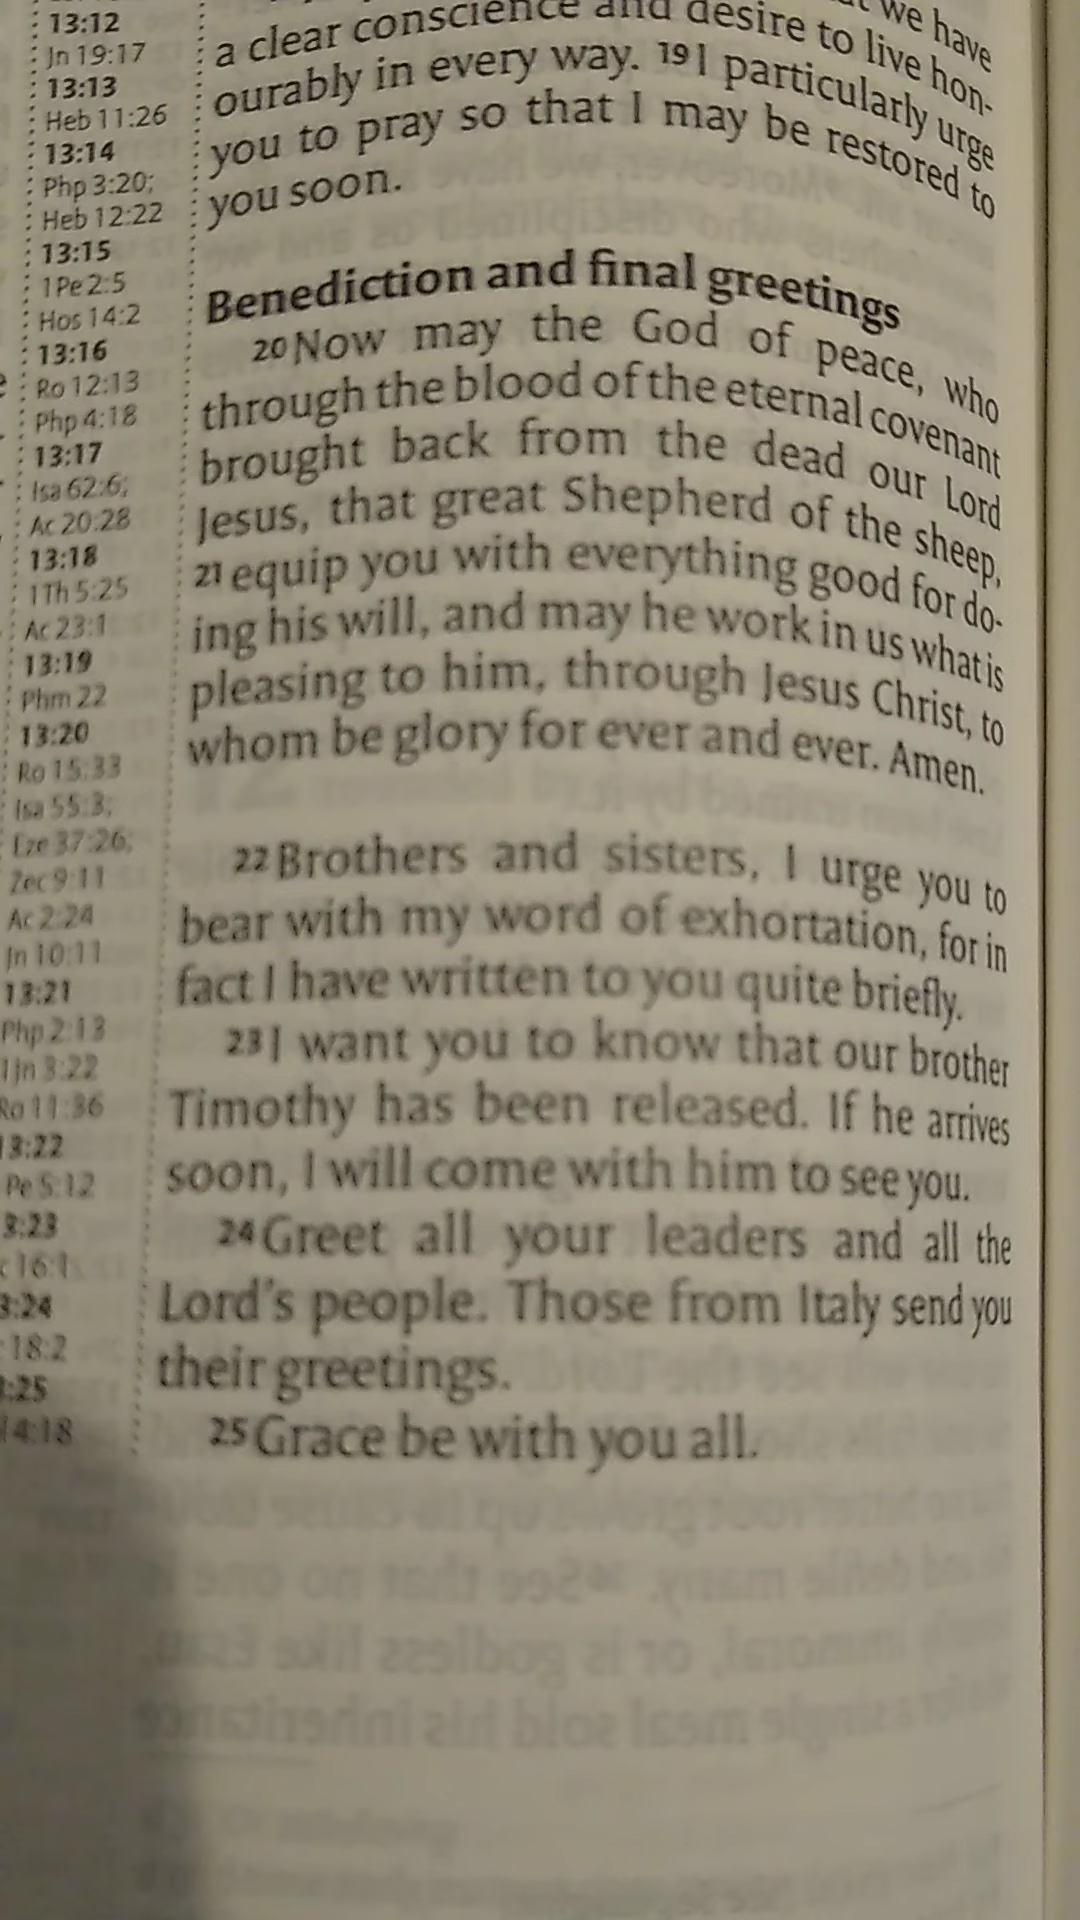 13:12
Jn 19:17
13:13
Heb 11:26
13:14
Php 3:20;
Heb 12:22
13:15
1Pe 2:5
Hos 14:2
13:16
Ro 12:13
Php 4:18
13:17
Isa 62:6;
Ac 20:28
13:18
1Th 5:25
Ac 23:1
13:19
Phm 22
13:20
Ro 15:33
Isa 55:3;
Eze 37:26;
Zec 9:11
Ac 2:24
Jn 10:11
13:21
Php 2:13
1Jn 3:22
Ro 11:36
13:22
Pe 5:12
3:23
16:1
3:24
18:2
:25
4:18
we have
a clear conscience and desire to live hon-
ourably in every way. 19 I particularly urge
you to pray so that I may be restored to
you soon.
Benediction and final greetings
20 Now may the God of peace, who
through the blood of the eternal covenant
brought back from the dead our Lord
Jesus, that great Shepherd of the sheep,
21 equip you with everything good for do-
ing his will, and may he work in us what is
pleasing to him, through Jesus Christ, to
whom be glory for ever and ever. Amen.
22 Brothers and sisters, I urge you to
bear with my word of exhortation, for in
fact I have written to you quite briefly.
23 I want you to know that our brother
Timothy has been released. If he arrives
soon, I will come with him to see you.
24 Greet all your leaders and all the
Lord's people. Those from Italy send you
their greetings.
25 Grace be with you all.